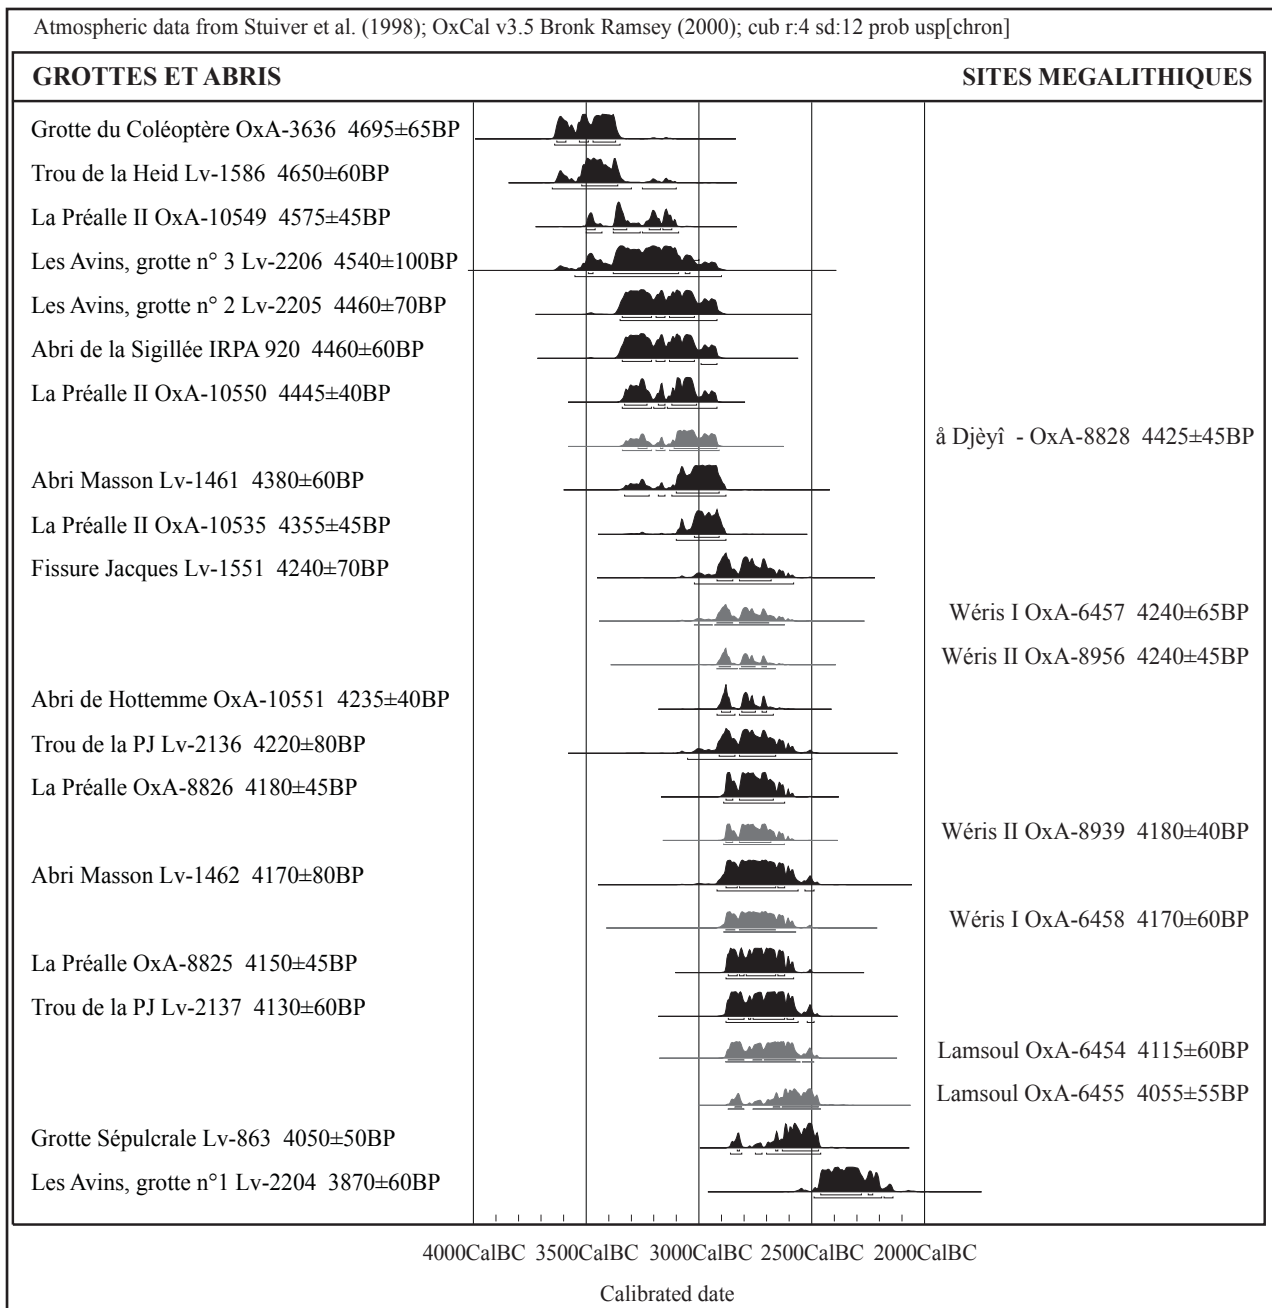 Atmospheric data from Stuiver et al. (1998); OxCal v3.5 Bronk Ramsey (2000); cub r:4 sd:12 prob usp[chron]
GROTTES ET ABRIS SITES MEGALITHIQUES
Grotte du Coléoptère OxA-3636 4695±65BP
Trou de la Heid Lv-1586 4650±60BP
La Préalle II OxA-10549 4575±45BP
Les Avins, grotte n° 3 Lv-2206 4540±100BP
Les Avins, grotte n° 2 Lv-2205 4460±70BP
Abri de la Sigillée IRPA 920 4460±60BP
La Préalle II OxA-10550 4445±40BP
å Djèyî - OxA-8828 4425±45BP
Abri Masson Lv-1461 4380±60BP
La Préalle II OxA-10535 4355±45BP
Fissure Jacques Lv-1551 4240±70BP
Wéris I OxA-6457 4240±65BP
Wéris II OxA-8956 4240±45BP
Abri de Hottemme OxA-10551 4235±40BP
Trou de la PJ Lv-2136 4220±80BP
La Préalle OxA-8826 4180±45BP
Wéris II OxA-8939 4180±40BP
Abri Masson Lv-1462 4170±80BP
Wéris I OxA-6458 4170±60BP
La Préalle OxA-8825 4150±45BP
Trou de la PJ Lv-2137 4130±60BP
Lamsoul OxA-6454 4115±60BP
Lamsoul OxA-6455 4055±55BP
Grotte Sépulcrale Lv-863 4050±50BP
Les Avins, grotte n°1 Lv-2204 3870±60BP
4000CalBC 3500CalBC 3000CalBC 2500CalBC 2000CalBC
Calibrated date